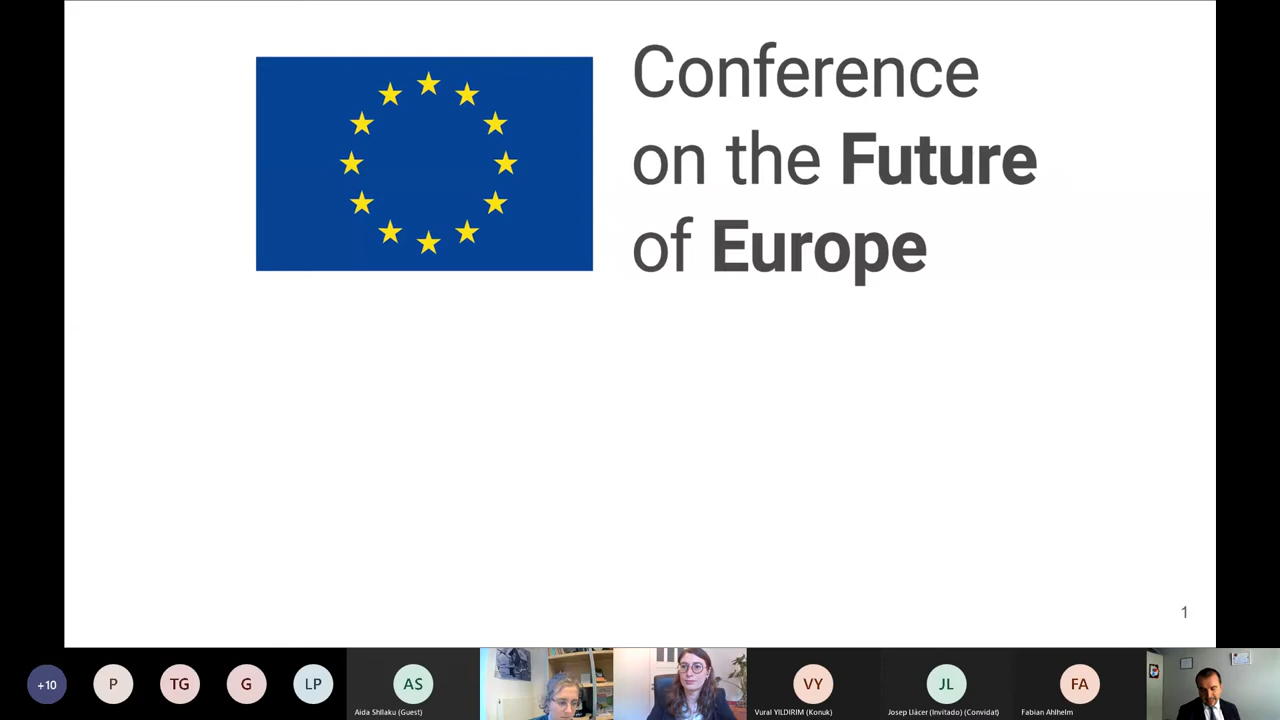 Conference
on the Future
of Europe
1
+10
P
TG
G
LP
AS
Aida Shllaku (Guest)
VY
Vural YILDIRIM (Konuk)
JL
Josep Llàcer (Invitado) (Convidat)
FA
Fabian Ahlhelm